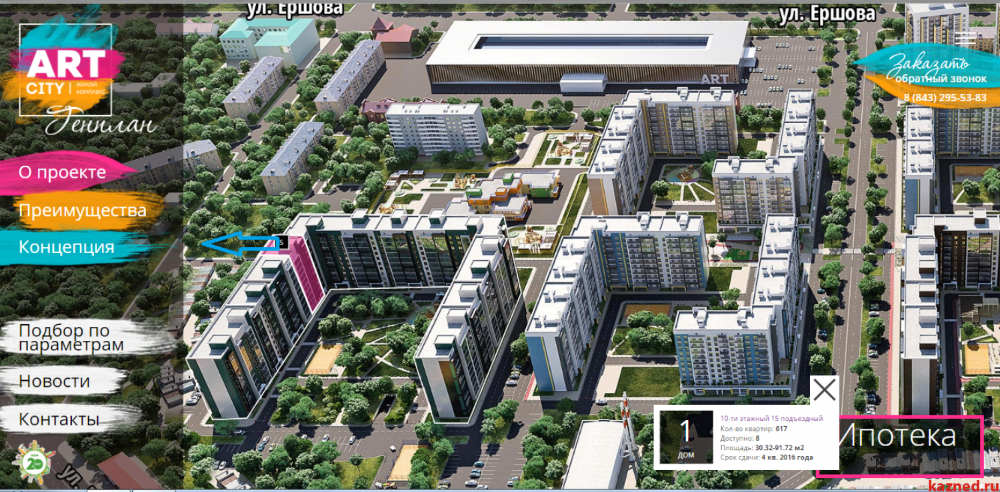 ул. Ершова
ул. Ершова
ART
CITY
ЖИЛОЙ
КОМПЛЕКС
Генплан
Заказать
обратный звонок
8 (843) 295-53-83
ART
О проекте
Преимущества
Концепция
5
Подбор по
параметрам
Новости
Контакты
20
ул.
1
дом
10-ти этажный 15 подъездный
Кол-во квартир: 617
Доступно: 8
Площадь: 30.32-91.72 м2
Срок сдачи: 4 кв. 2016 года
Ипотека
kazned.ru